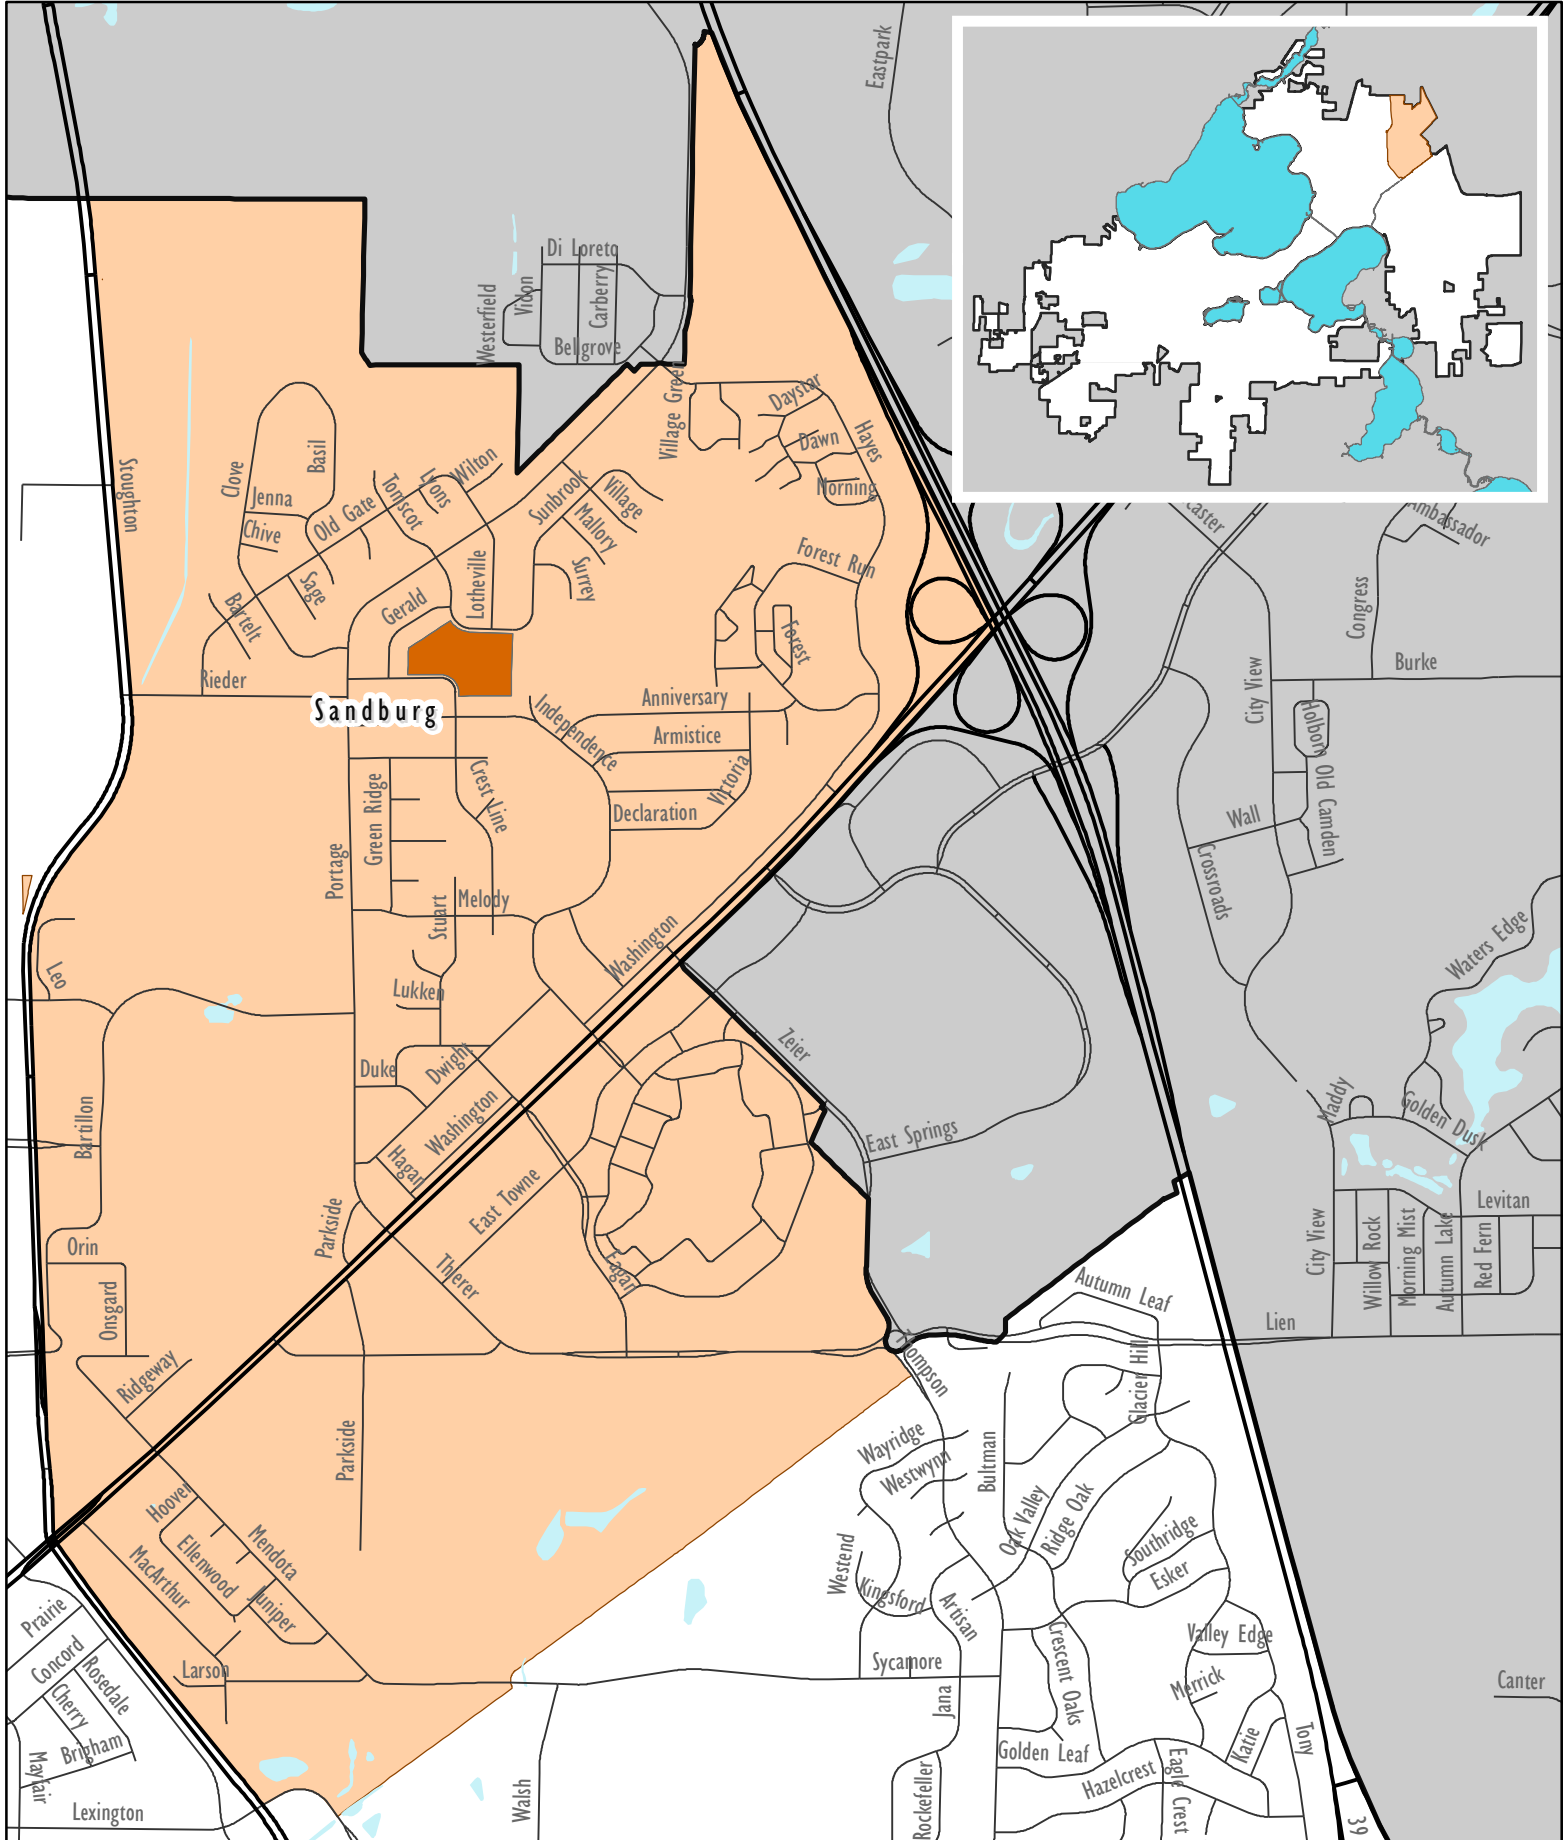 Eastpark
Di Loreto
Westerfield
Vidon
Carberry
Bellgrove
Village Green
Daystar
Dawn
Hayes
Morning
Stoughton
Clove
Basil
Jenna
Chive
Old Gate
Tomscot
Lyons
Wilton
Sunbrook
Village
Mallory
Surrey
Forest Run
caster
Ambassador
Sage
Bartelt
Gerald
Lotheville
Forest
Congress
Rieder
Sandburg
Independence
Anniversary
Armistice
Victoria
Declaration
City View
Burke
Holborn
Old Camden
Wall
Crossroads
Green Ridge
Crest Line
Portage
Stuart
Melody
Washington
Waters Edge
Leo
Lukken
Zeier
Duke
Dwight
Bartillon
Washington
Hagan
East Springs
Maddy
Golden Dusk
East Towne
Parkside
Thierer
Eagan
Orin
Onsgard
City View
Willow Rock
Morning Mist
Autumn Lake
Red Fern
Levitan
Autumn Leaf
Lien
Thompson
Glacier Hill
Ridgeway
Parkside
Wayridge
Westwynn
Bultman
Oak Valley
Ridge Oak
Southridge
Esker
Hoover
Ellenwood
Mendota
MacArthur
Juniper
Westend
Kingsford
Artisan
Prairie
Concord
Rosedale
Cherry
Brigham
Mayfair
Lexington
Larson
Sycamore
Jana
Crescent Oaks
Valley Edge
Merrick
Katie
Tony
Canter
Golden Leaf
Hazelcrest
Eagle Crest
Walsh
Rockefeller
39